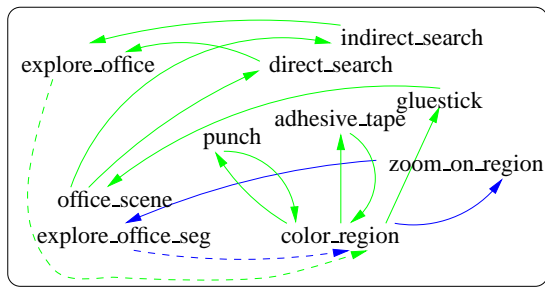 indirect_search
explore_office direct_search
gluestick
adhesive_tape
punch
zoom_on_region
office_scene
explore_office_seg color_region